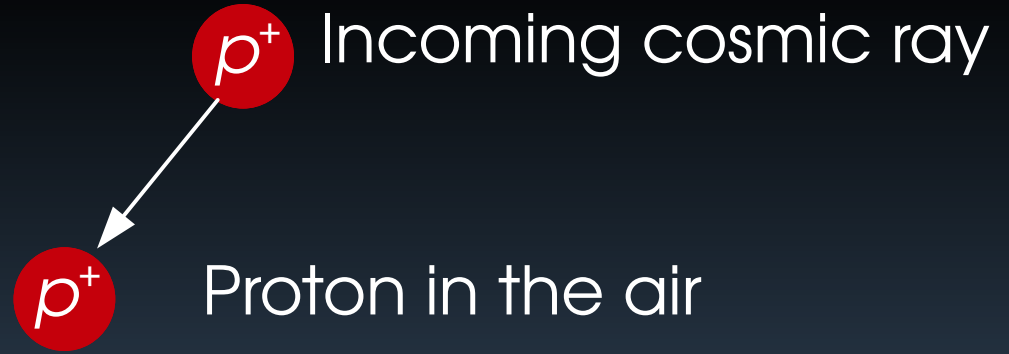 p⁺ Incoming cosmic ray
p⁺ Proton in the air